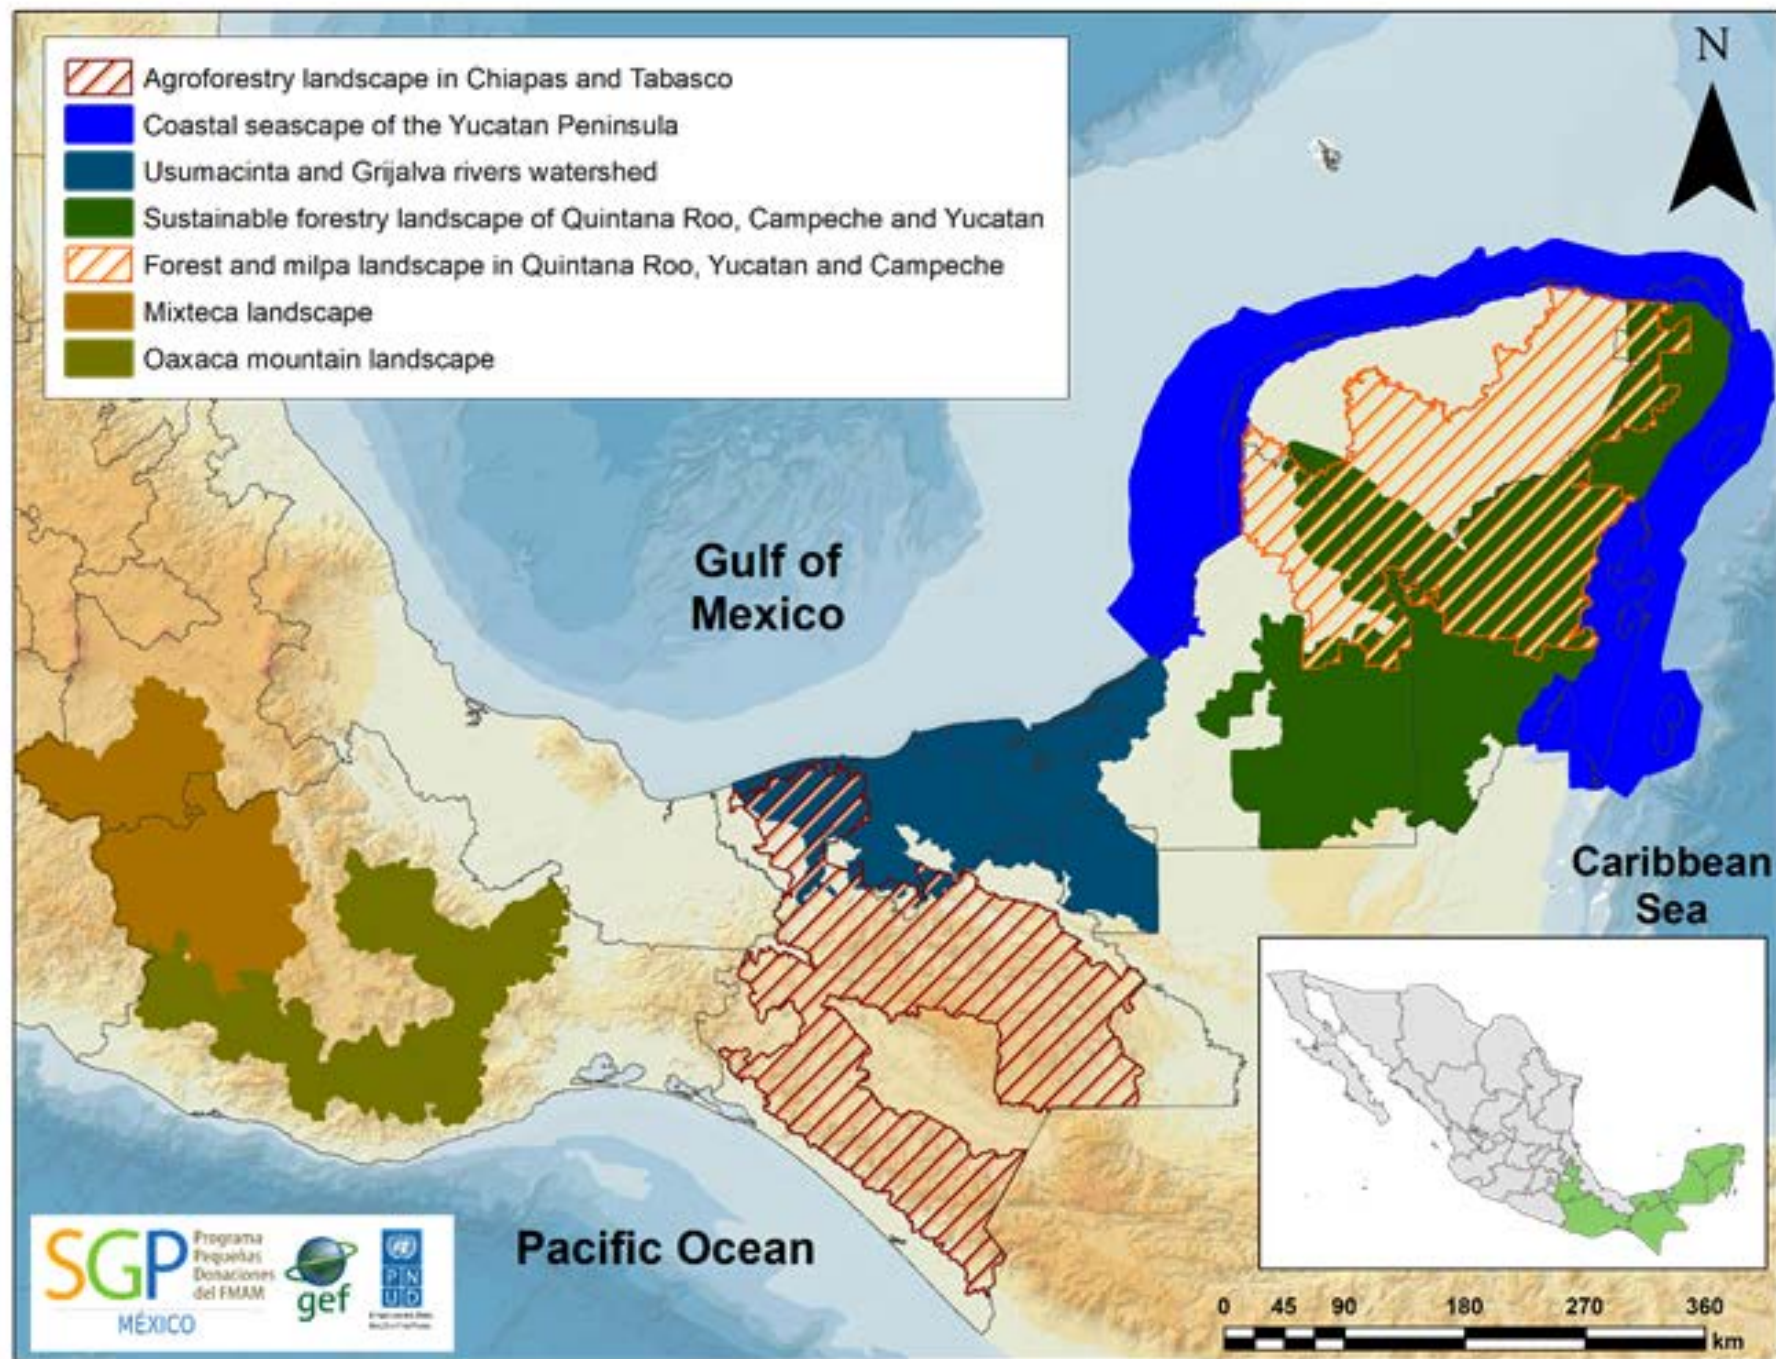 N
Agroforestry landscape in Chiapas and Tabasco
Coastal seascape of the Yucatan Peninsula
Usumacinta and Grijalva rivers watershed
Sustainable forestry landscape of Quintana Roo, Campeche and Yucatan
Forest and milpa landscape in Quintana Roo, Yucatan and Campeche
Mixteca landscape
Oaxaca mountain landscape
Gulf of
Mexico
Caribbean
Sea
Pacific Ocean
SGP
MÉXICO
Programa
Pequeñas
Donaciones
del FMAM
gef
P N
U D
0 45 90 180 270 360
km